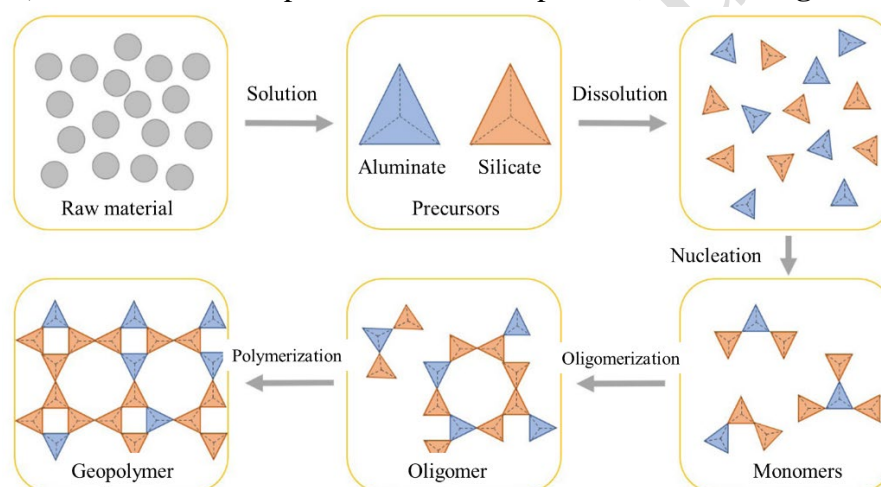 Solution
Dissolution
Aluminate
Silicate
Raw material
Precursors
Nucleation
Polymerization
Oligomerization
Geopolymer
Oligomer
Monomers